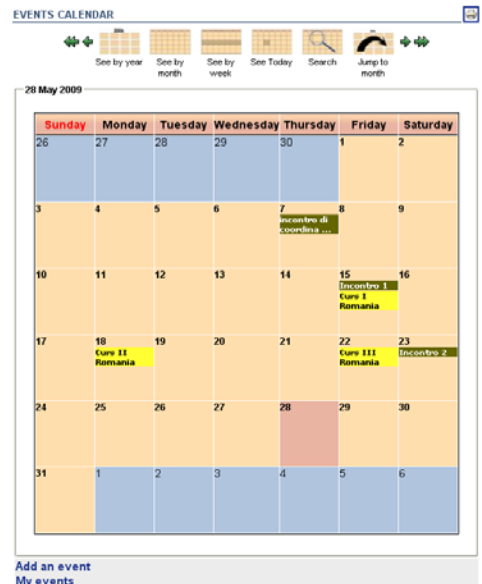 EVENTS CALENDAR
See by year
See by month
See by week
See Today
Search
Jump to month
28 May 2009
Sunday Monday Tuesday Wednesday Thursday Friday Saturday
26 27 28 29 30 1 2
3 4 5 6 7 8 9
incontro di
coordina ...
10 11 12 13 14 15 16
Incontro 1
Curs I
Romania
17 18 19 20 21 22 23
Curs II Curs III Incontro 2
Romania Romania
24 25 26 27 28 29 30
31 1 2 3 4 5 6
Add an event
My events